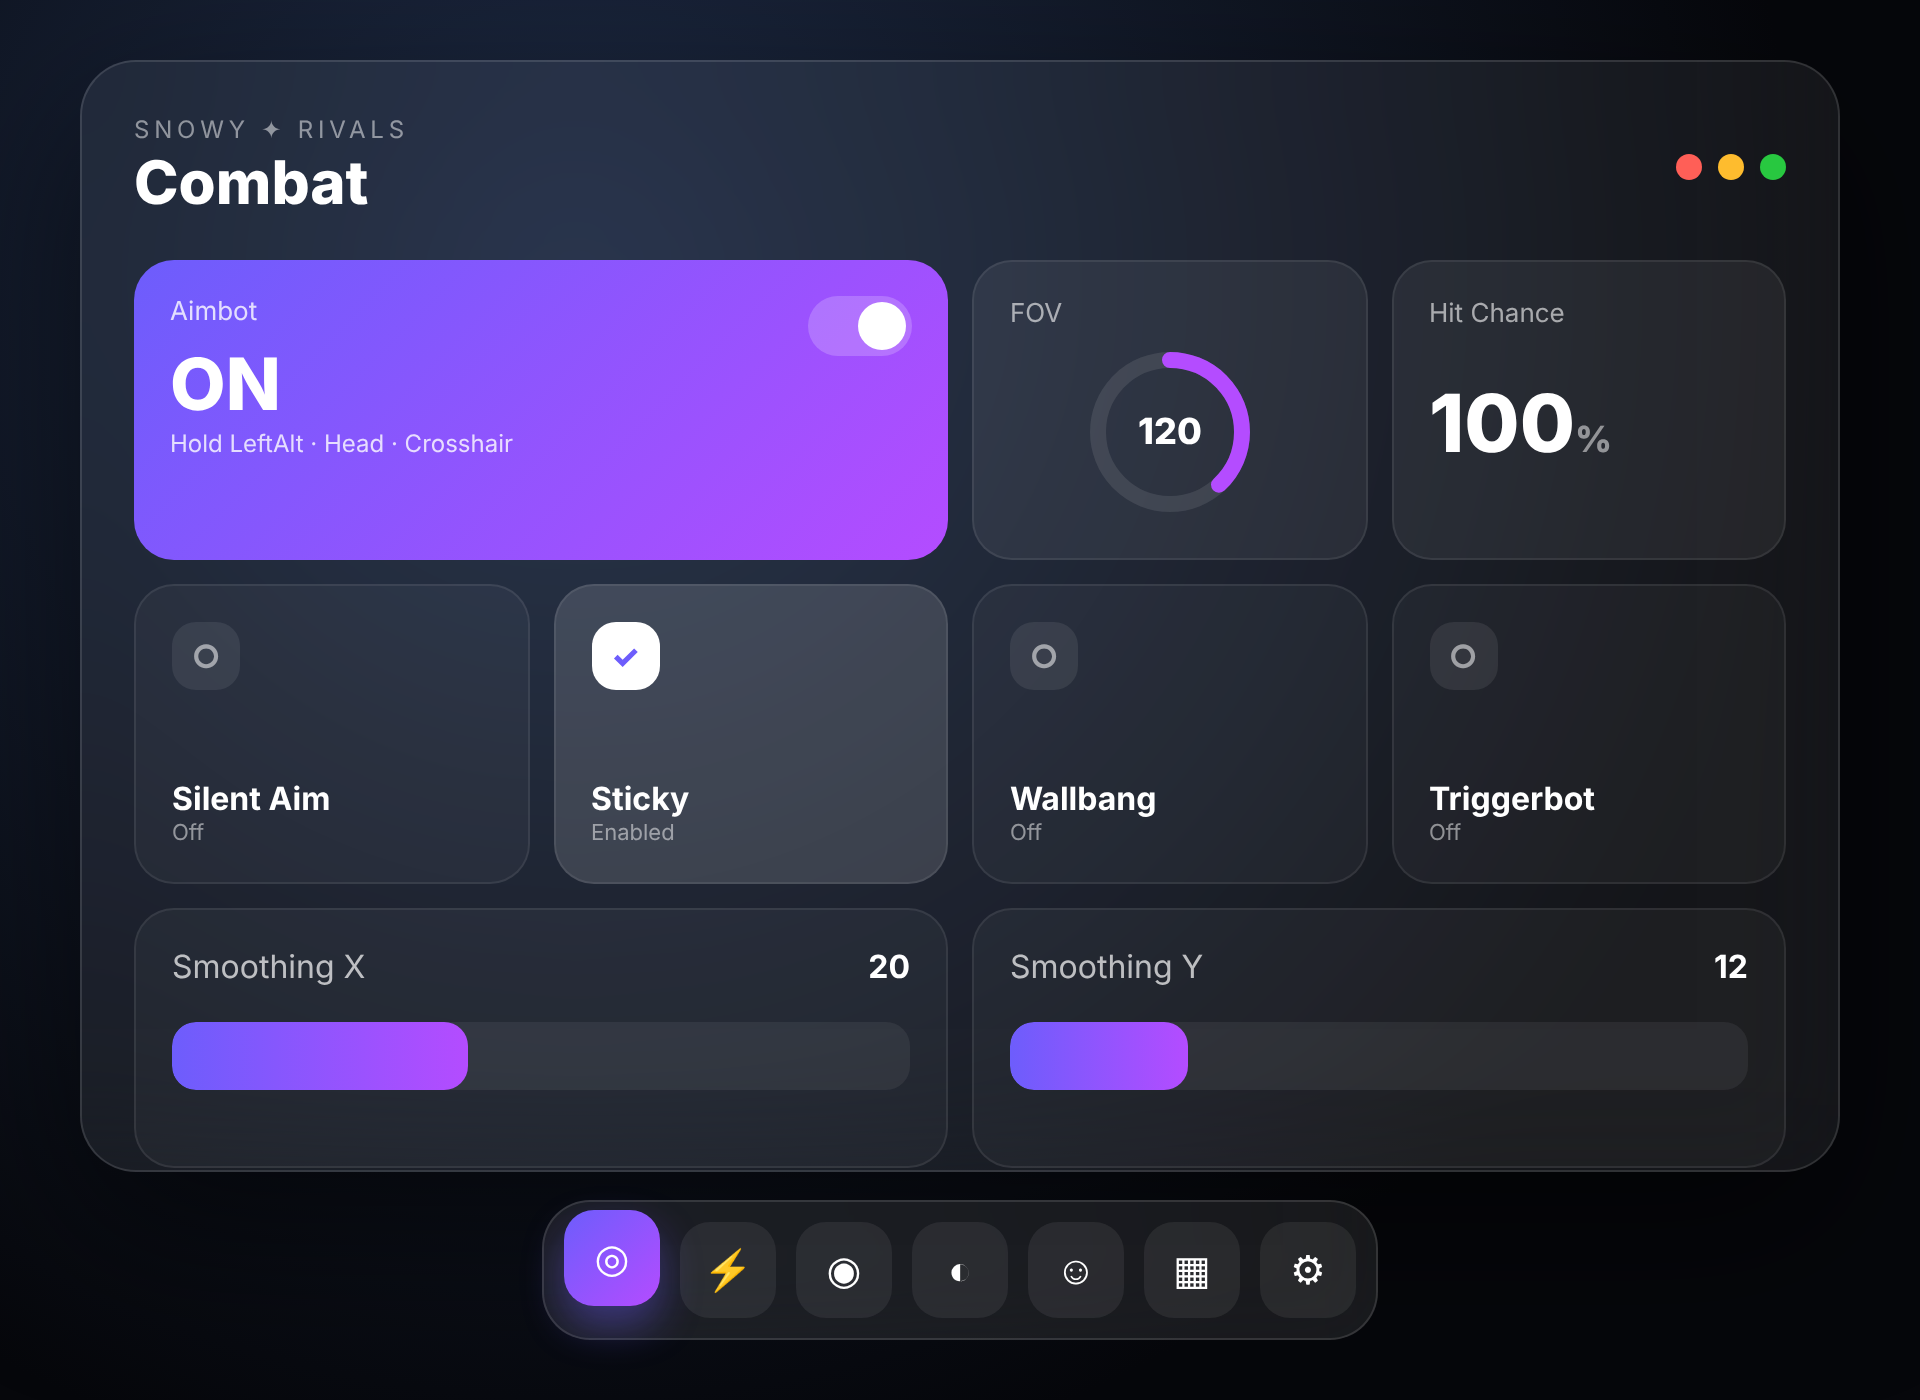 SNOWY ✦ RIVALS
Combat
Aimbot
ON
Hold LeftAlt · Head · Crosshair
FOV
120
Hit Chance
100%
Silent Aim
Off
Sticky
Enabled
Wallbang
Off
Triggerbot
Off
Smoothing X
20
Smoothing Y
12